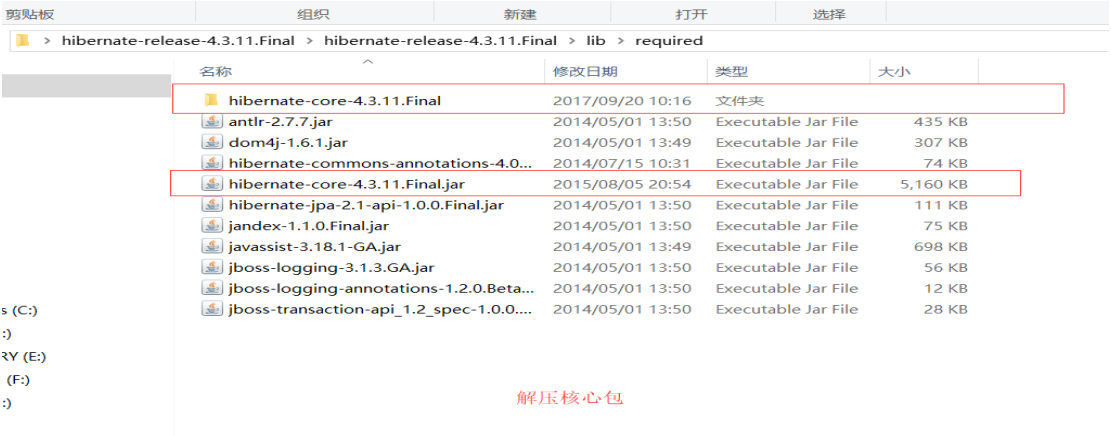 剪贴板 组织 新建 打开 选择
> hibernate-release-4.3.11.Final > hibernate-release-4.3.11.Final > lib > required
名称 修改日期 类型 大小
hibernate-core-4.3.11.Final 2017/09/20 10:16 文件夹
antlr-2.7.7.jar 2014/05/01 13:50 Executable Jar File 435 KB
dom4j-1.6.1.jar 2014/05/01 13:49 Executable Jar File 307 KB
hibernate-commons-annotations-4.0... 2014/07/15 10:31 Executable Jar File 74 KB
hibernate-core-4.3.11.Final.jar 2015/08/05 20:54 Executable Jar File 5,160 KB
hibernate-jpa-2.1-api-1.0.0.Final.jar 2014/05/01 13:50 Executable Jar File 111 KB
jandex-1.1.0.Final.jar 2014/05/01 13:50 Executable Jar File 75 KB
javassist-3.18.1-GA.jar 2014/05/01 13:49 Executable Jar File 698 KB
jboss-logging-3.1.3.GA.jar 2014/05/01 13:50 Executable Jar File 56 KB
jboss-logging-annotations-1.2.0.Beta... 2014/05/01 13:50 Executable Jar File 12 KB
jboss-transaction-api_1.2_spec-1.0.0.... 2014/05/01 13:50 Executable Jar File 28 KB
s (C:)
:)
RY (E:)
(F:)
:)
解压核心包